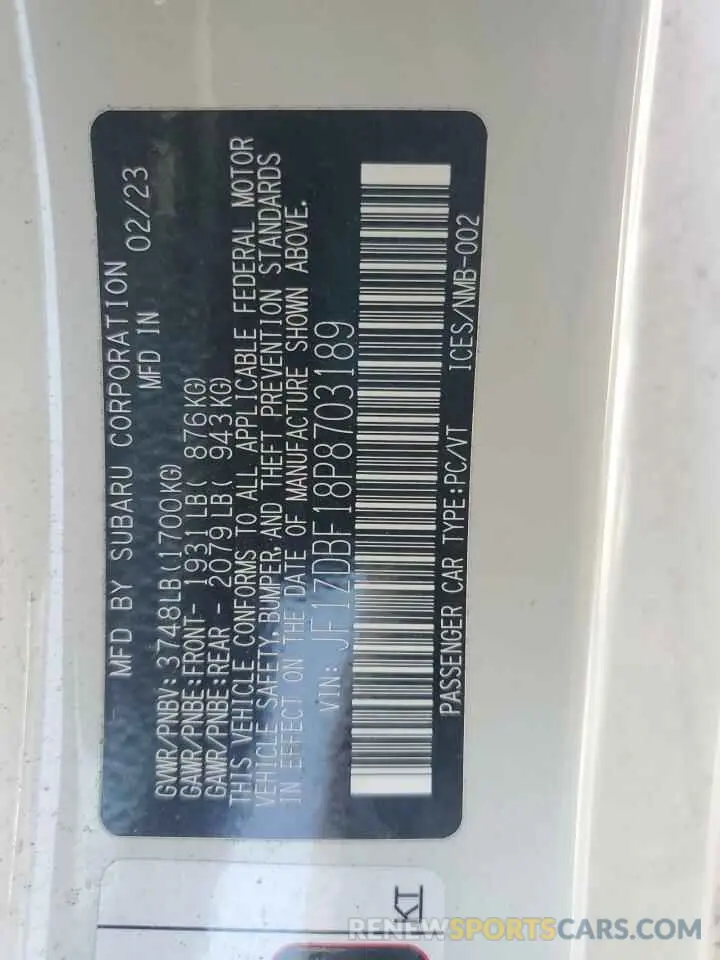 MFD BY SUBARU CORPORATION
MFD IN 02/23
GVWR/PNBV: 3748LB(1700KG)
GAWR/PNBE:FRONT- 1931LB( 876KG)
GAWR/PNBE:REAR - 2079LB( 943KG)
THIS VEHICLE CONFORMS TO ALL APPLICABLE FEDERAL MOTOR
VEHICLE SAFETY, BUMPER, AND THEFT PREVENTION STANDARDS
IN EFFECT ON THE DATE OF MANUFACTURE SHOWN ABOVE.
VIN: JF1ZDBF18P8703189
PASSENGER CAR TYPE:PC/VT ICES/NMB-002
KT
RENEWSPORTSCARS.COM